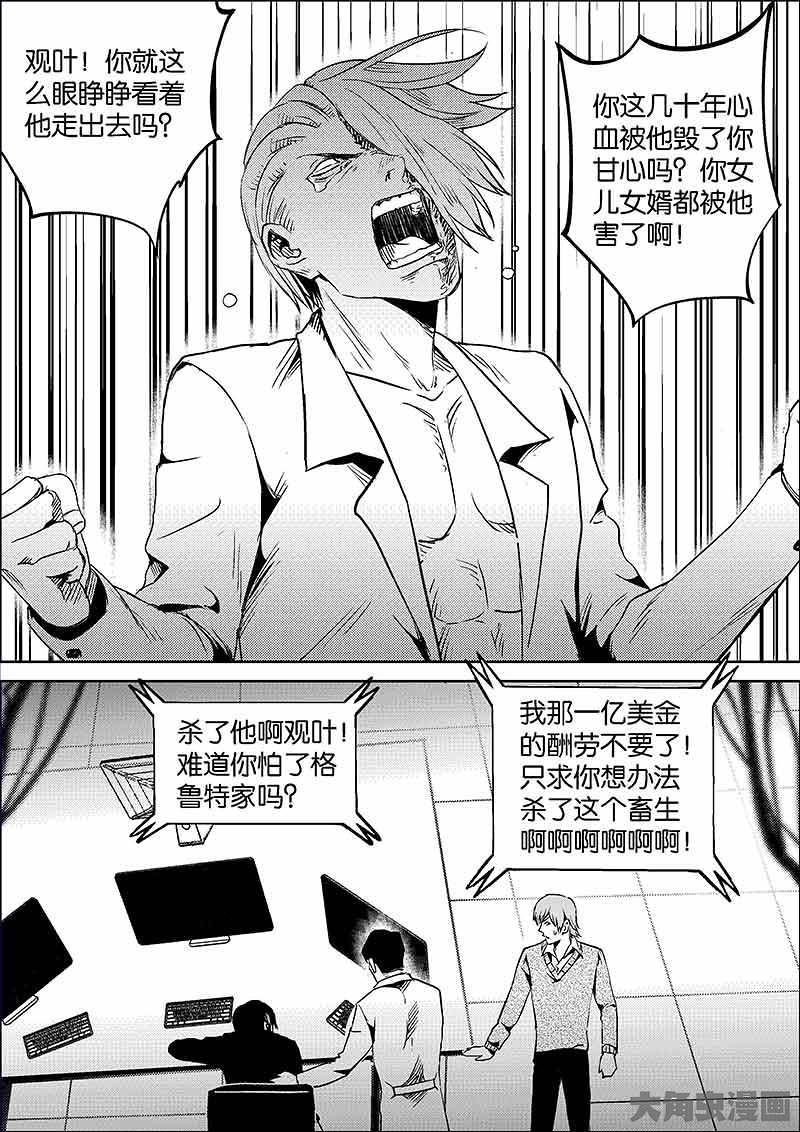 观叶！你就这
么眼睁睁看着
他走出去吗？
你这几十年心
血被他毁了你
甘心吗？你女
儿女婿都被他
害了啊！
杀了他啊观叶！
难道你怕了格
鲁特家吗？
我那一亿美金
的酬劳不要了！
只求你想办法
杀了这个畜生
啊啊啊啊啊啊！
大角虫漫画